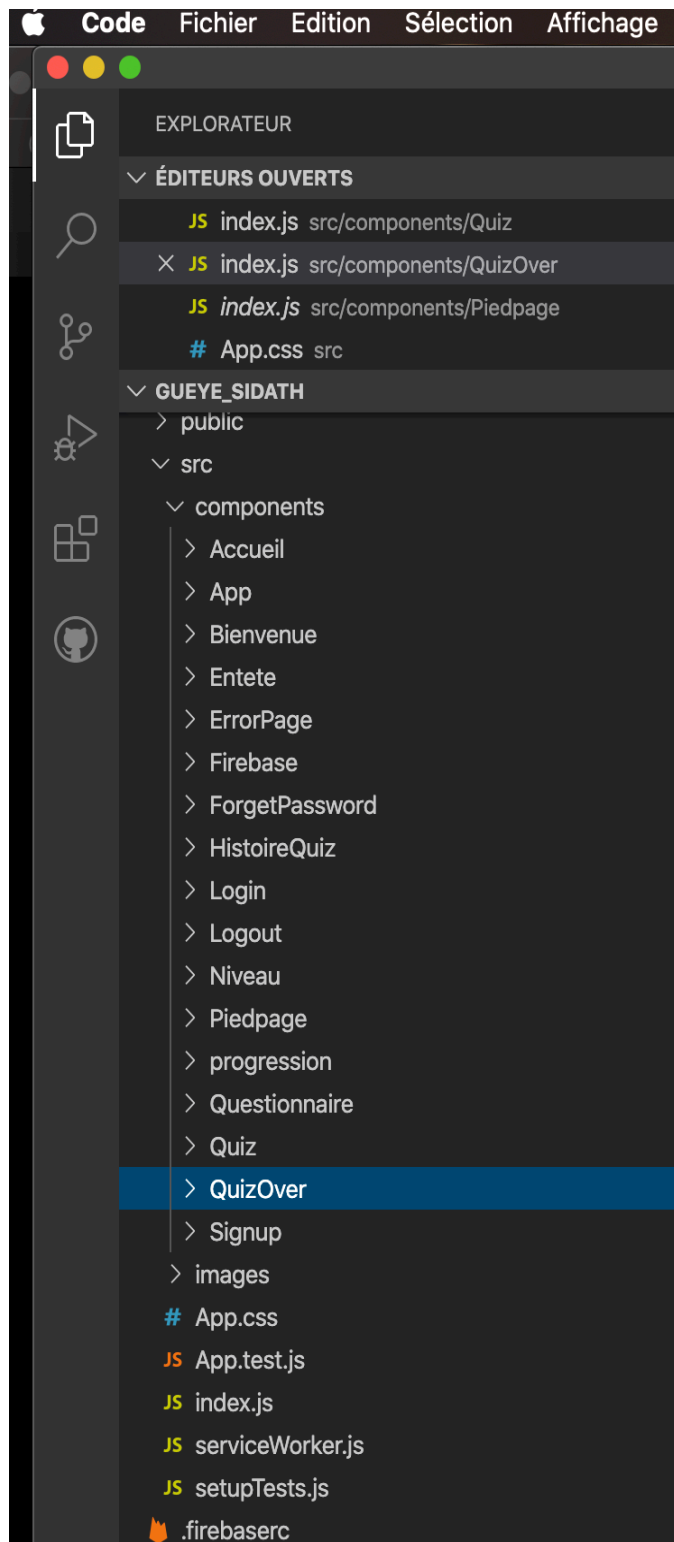 Code Fichier Edition Sélection Affichage
EXPLORATEUR
ÉDITEURS OUVERTS
JS index.js src/components/Quiz
JS index.js src/components/QuizOver
JS index.js src/components/Piedpage
# App.css src
GUEYE_SIDATH
public
src
components
Accueil
App
Bienvenue
Entete
ErrorPage
Firebase
ForgetPassword
HistoireQuiz
Login
Logout
Niveau
Piedpage
progression
Questionnaire
Quiz
QuizOver
Signup
images
# App.css
JS App.test.js
JS index.js
JS serviceWorker.js
JS setupTests.js
.firebaserc